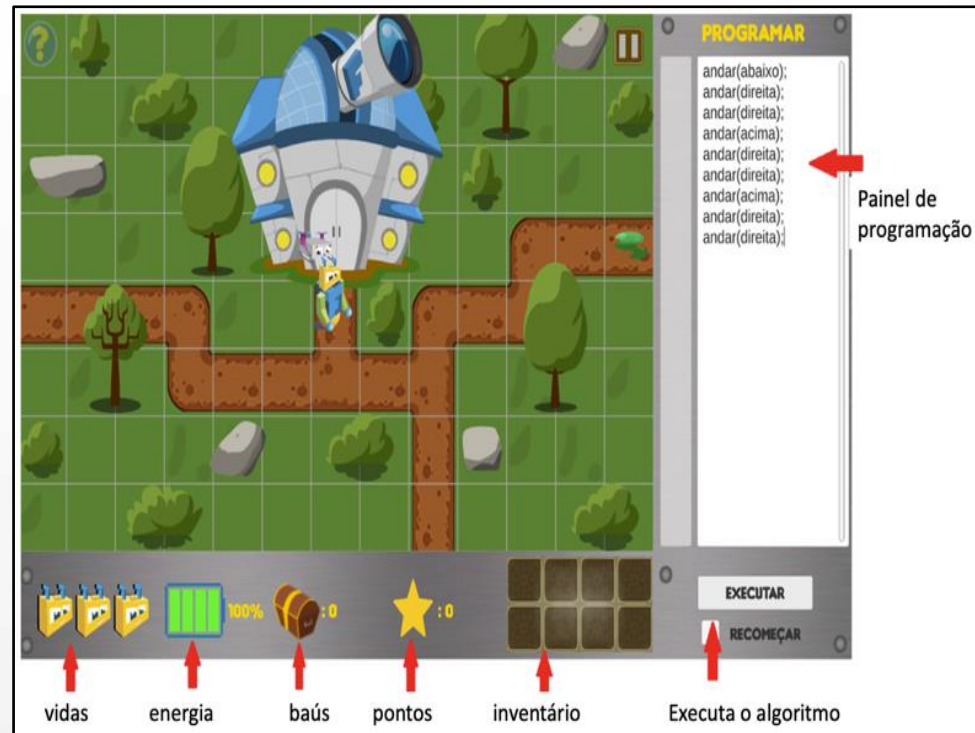 ?
PROGRAMAR
andar(abaixo);
andar(direita);
andar(direita);
andar(acima);
andar(direita);
andar(direita);
andar(acima);
andar(direita);
andar(direita);
Painel de
programação
100%
: 0
: 0
EXECUTAR
RECOMEÇAR
vidas
energia
baús
pontos
inventário
Executa o algoritmo